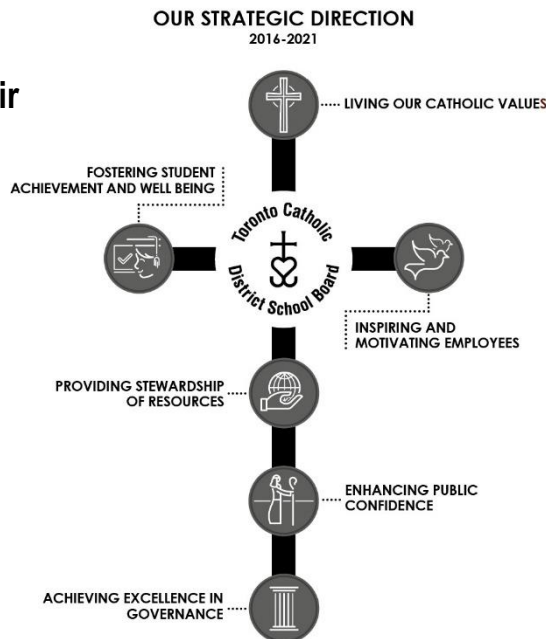 OUR STRATEGIC DIRECTION
2016-2021
ir
LIVING OUR CATHOLIC VALUES
FOSTERING STUDENT
ACHIEVEMENT AND WELL BEING
Toronto Catholic
District School Board
INSPIRING AND
MOTIVATING EMPLOYEES
PROVIDING STEWARDSHIP
OF RESOURCES
ENHANCING PUBLIC
CONFIDENCE
ACHIEVING EXCELLENCE IN
GOVERNANCE